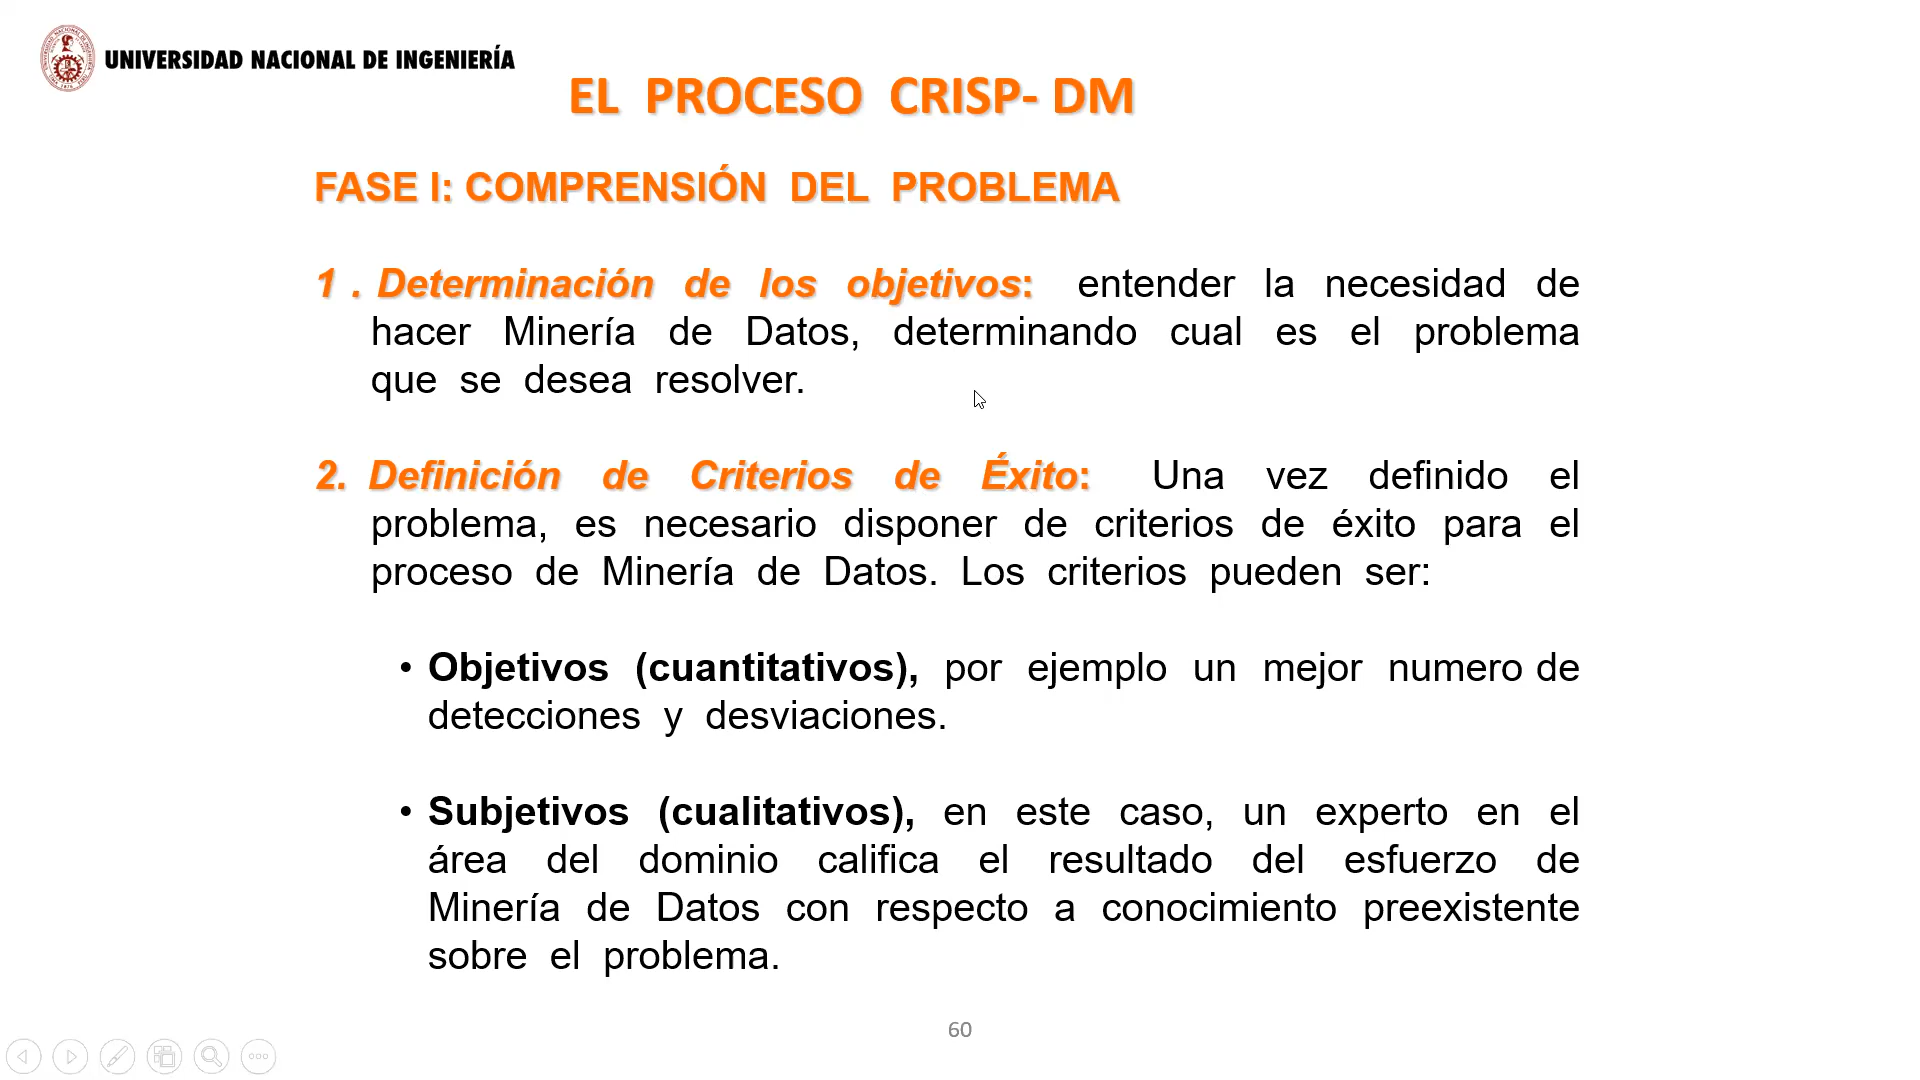 UNIVERSIDAD NACIONAL DE INGENIERÍA
EL PROCESO CRISP- DM
FASE I: COMPRENSIÓN DEL PROBLEMA
1 . Determinación de los objetivos: entender la necesidad de
hacer Minería de Datos, determinando cual es el problema
que se desea resolver.
2. Definición de Criterios de Éxito: Una vez definido el
problema, es necesario disponer de criterios de éxito para el
proceso de Minería de Datos. Los criterios pueden ser:
• Objetivos (cuantitativos), por ejemplo un mejor numero de
detecciones y desviaciones.
• Subjetivos (cualitativos), en este caso, un experto en el
área del dominio califica el resultado del esfuerzo de
Minería de Datos con respecto a conocimiento preexistente
sobre el problema.
60